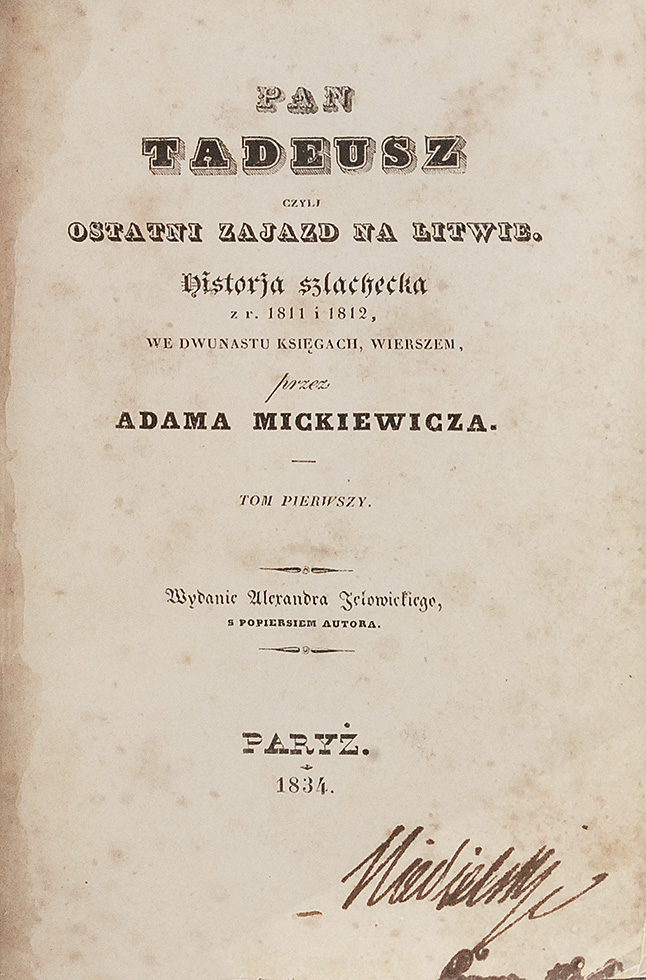 PAN
TADEUSZ
CZYLI
OSTATNI ZAJAZD NA LITWIE.
Historja szlachecka
z r. 1811 i 1812,
WE DWUNASTU KSIĘGACH, WIERSZEM,
przez
ADAMA MICKIEWICZA.
TOM PIERWSZY.
Wydanie Alexandra Jełowickiego,
S POPIERSIEM AUTORA.
PARYŻ.
1834.